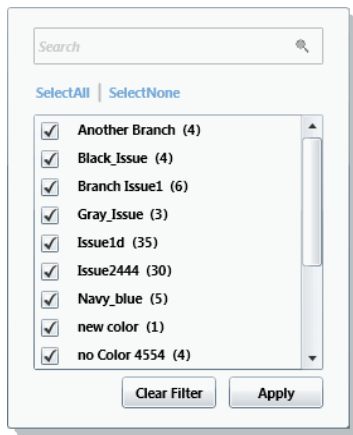 Search
SelectAll | SelectNone
Another Branch (4)
Black_Issue (4)
Branch Issue1 (6)
Gray_Issue (3)
Issue1d (35)
Issue2444 (30)
Navy_blue (5)
new color (1)
no Color 4554 (4)
Clear Filter Apply